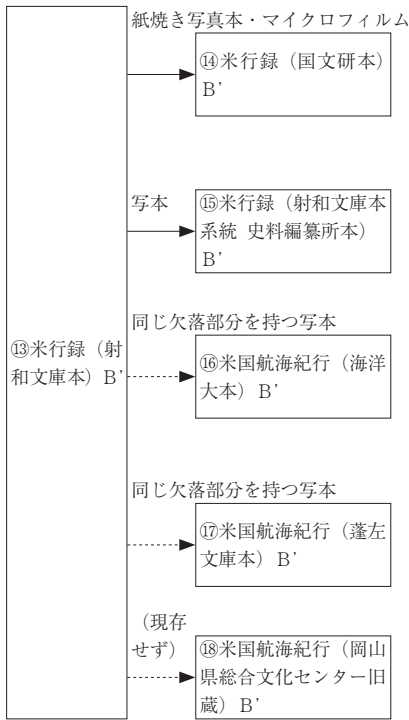 紙焼き写真本・マイクロフィルム
⑭米行録（国文研本）
B’
写本
⑮米行録（射和文庫本
系統 史料編纂所本）
B’
同じ欠落部分を持つ写本
⑬米行録（射
和文庫本）B’
⑯米国航海紀行（海洋
大本）B’
同じ欠落部分を持つ写本
⑰米国航海紀行（蓬左
文庫本）B’
（現存
せず）
⑱米国航海紀行（岡山
県総合文化センター旧
蔵）B’